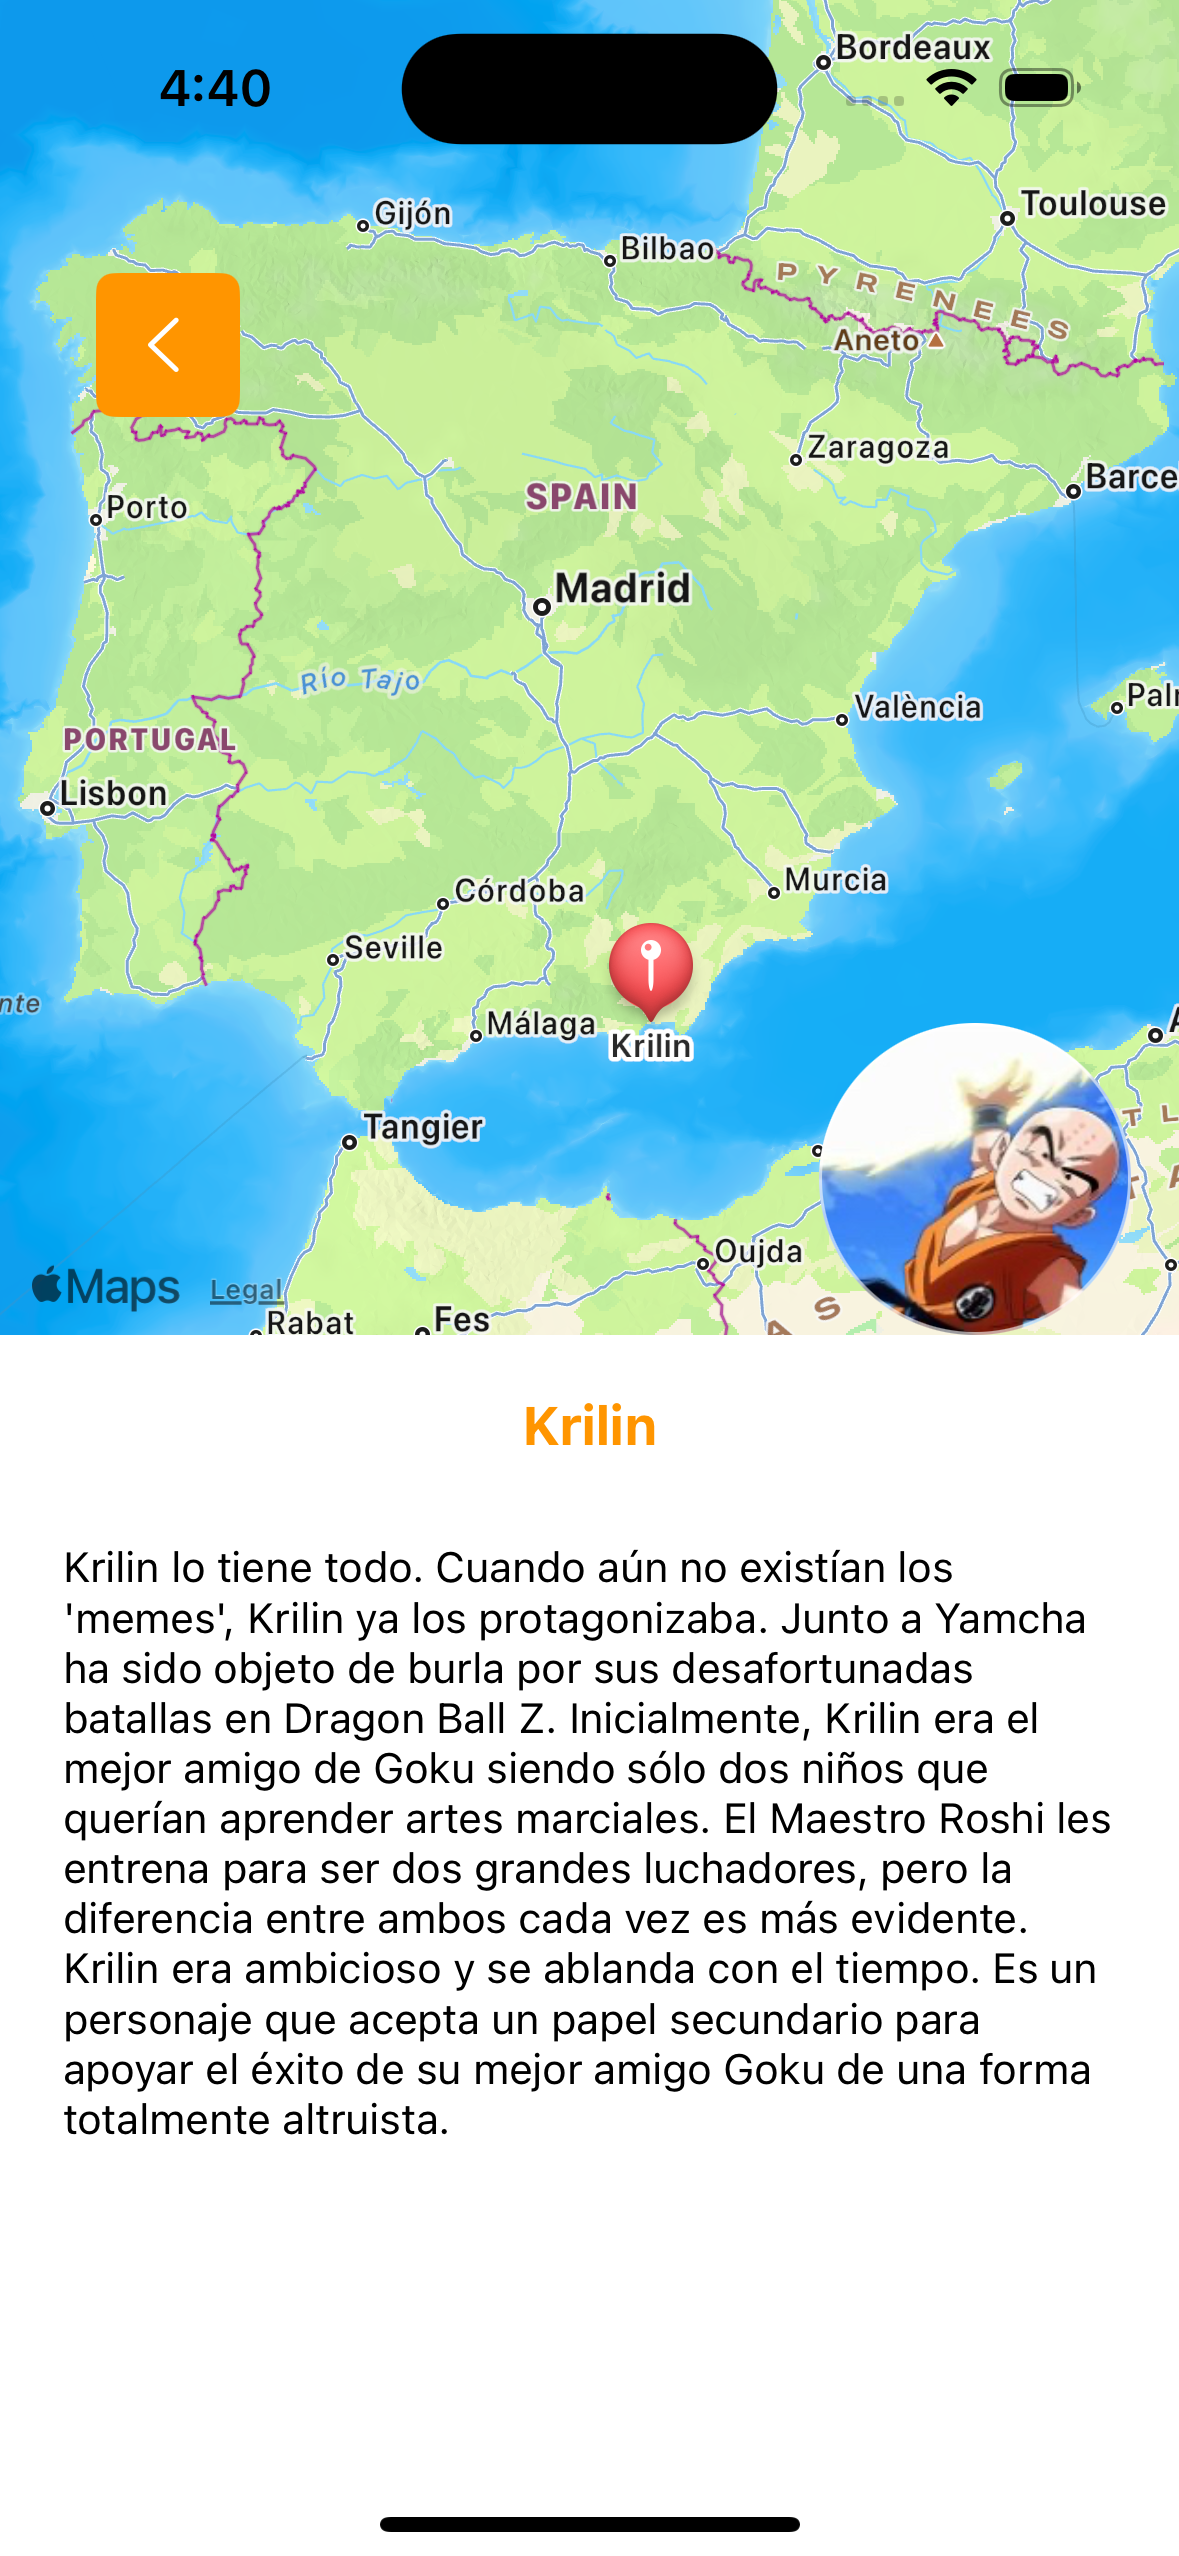 Bordeaux
4:40
Toulouse
Gijón
Bilbao
PYRENEES
Aneto
Zaragoza
Barce
SPAIN
Porto
Madrid
Río Tajo
Palr
València
PORTUGAL
Lisbon
Murcia
Córdoba
Seville
nte
Málaga
Krilin
Tangier
T L
Oujda
Maps
Legal
A S
Rabat
Fes
Krilin
Krilin lo tiene todo. Cuando aún no existían los
'memes', Krilin ya los protagonizaba. Junto a Yamcha
ha sido objeto de burla por sus desafortunadas
batallas en Dragon Ball Z. Inicialmente, Krilin era el
mejor amigo de Goku siendo sólo dos niños que
querían aprender artes marciales. El Maestro Roshi les
entrena para ser dos grandes luchadores, pero la
diferencia entre ambos cada vez es más evidente.
Krilin era ambicioso y se ablanda con el tiempo. Es un
personaje que acepta un papel secundario para
apoyar el éxito de su mejor amigo Goku de una forma
totalmente altruista.